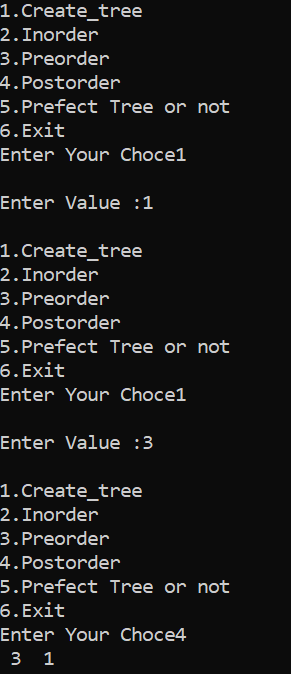 1.Create_tree
2.Inorder
3.Preorder
4.Postorder
5.Prefect Tree or not
6.Exit
Enter Your Choce1
Enter Value :1
1.Create_tree
2.Inorder
3.Preorder
4.Postorder
5.Prefect Tree or not
6.Exit
Enter Your Choce1
Enter Value :3
1.Create_tree
2.Inorder
3.Preorder
4.Postorder
5.Prefect Tree or not
6.Exit
Enter Your Choce4
3  1